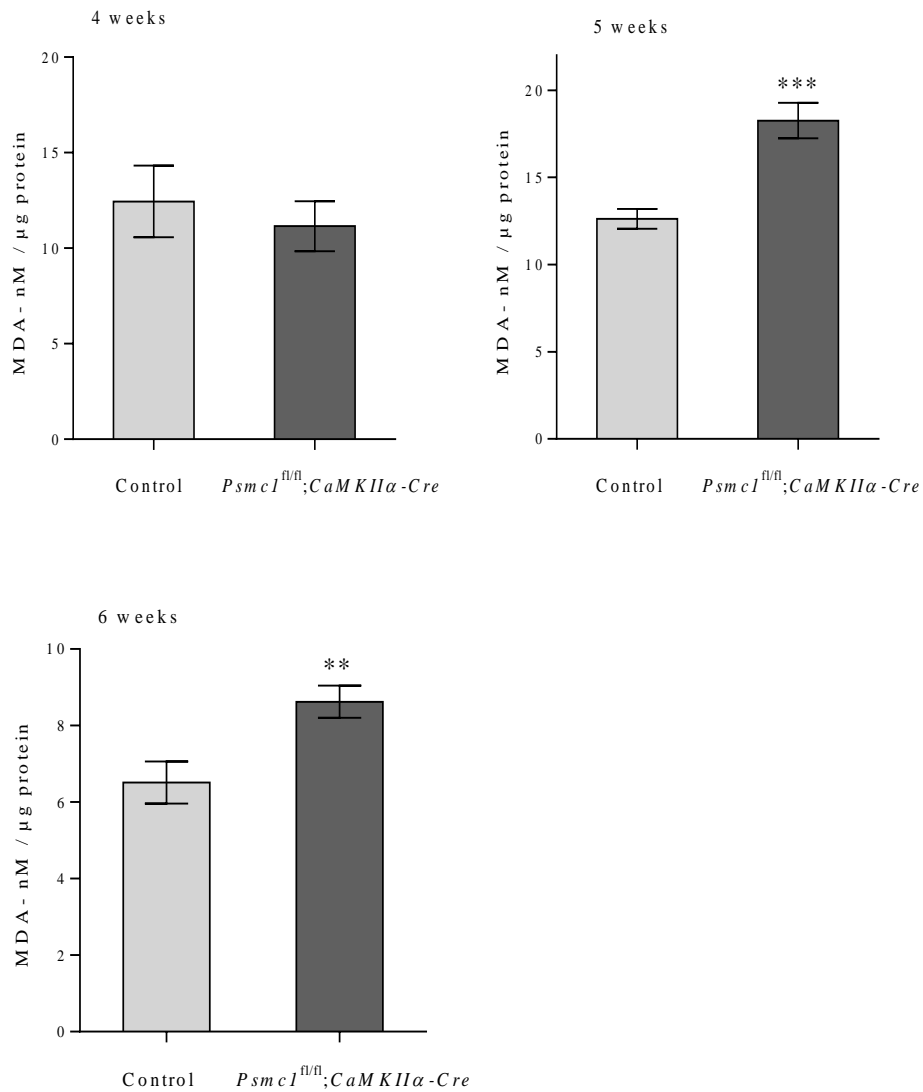 4 weeks
20
15
10
5
0
MDA- nM / µg protein
Control
Psmc1fl/fl;CaMKIIα-Cre
5 weeks
20
15
10
5
0
MDA- nM / µg protein
***
Control
Psmc1fl/fl;CaMKIIα-Cre
6 weeks
10
8
6
4
2
0
MDA- nM / µg protein
**
Control
Psmc1fl/fl;CaMKIIα-Cre